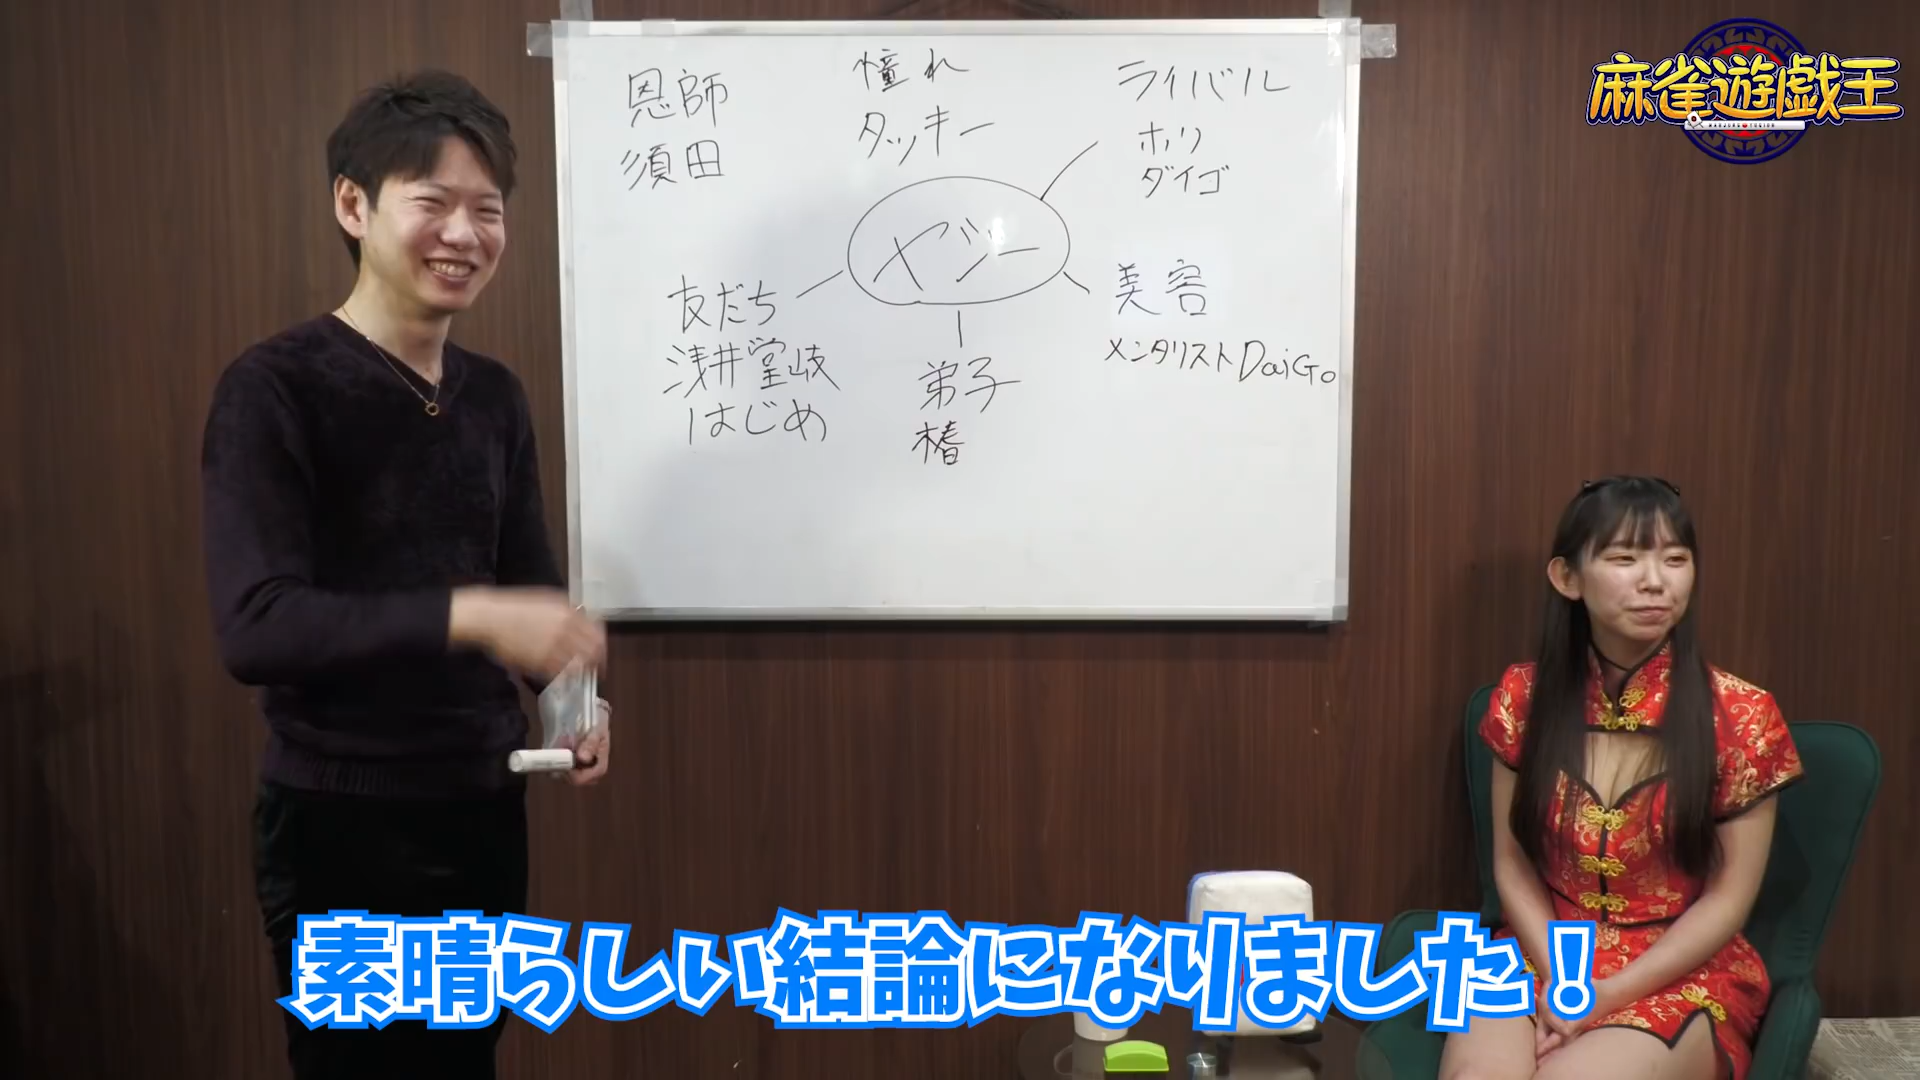 恩師
須田
憧れ
タッキー
ライバル
ホリ
ダイゴ
ヤジー
友だち
浅井堂岐
はじめ
弟子
椿
美容
メンタリストDaiGo
麻雀遊戯王
素晴らしい結論になりました！